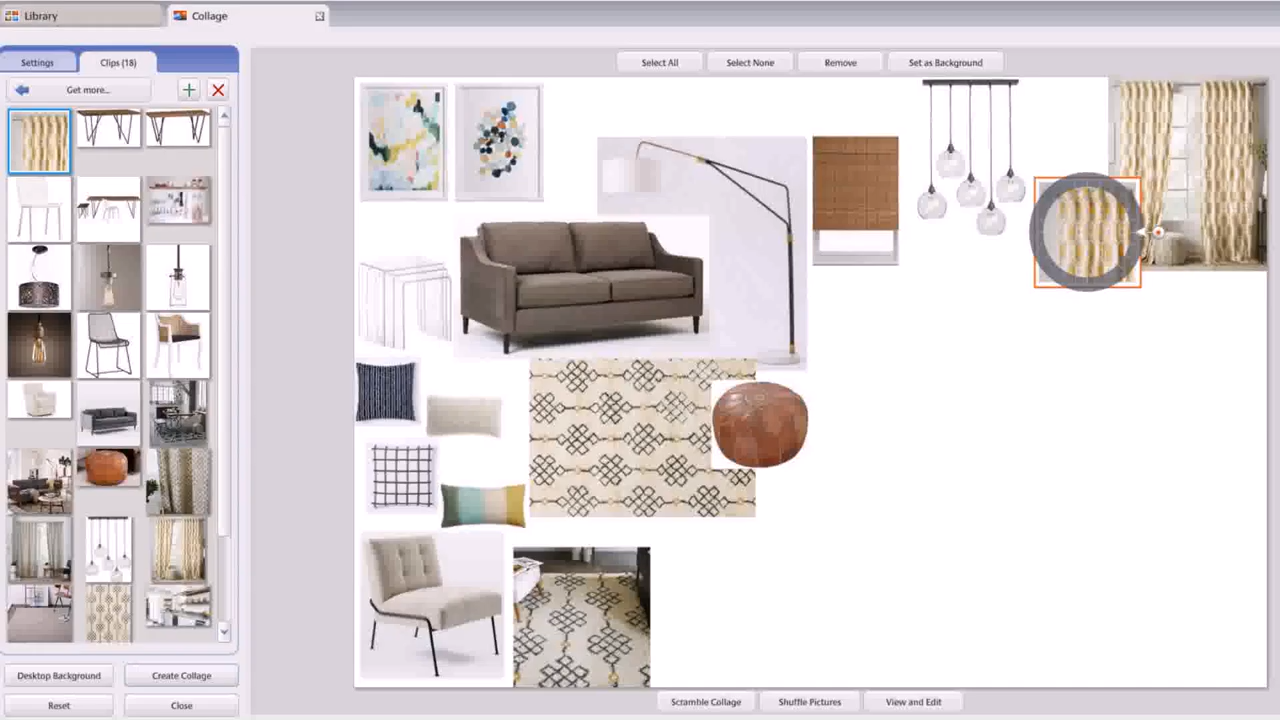 Library
Collage
Settings
Clips (18)
Select All
Select None
Remove
Set as Background
Get more...
Desktop Background
Create Collage
Reset
Close
Scramble Collage
Shuffle Pictures
View and Edit